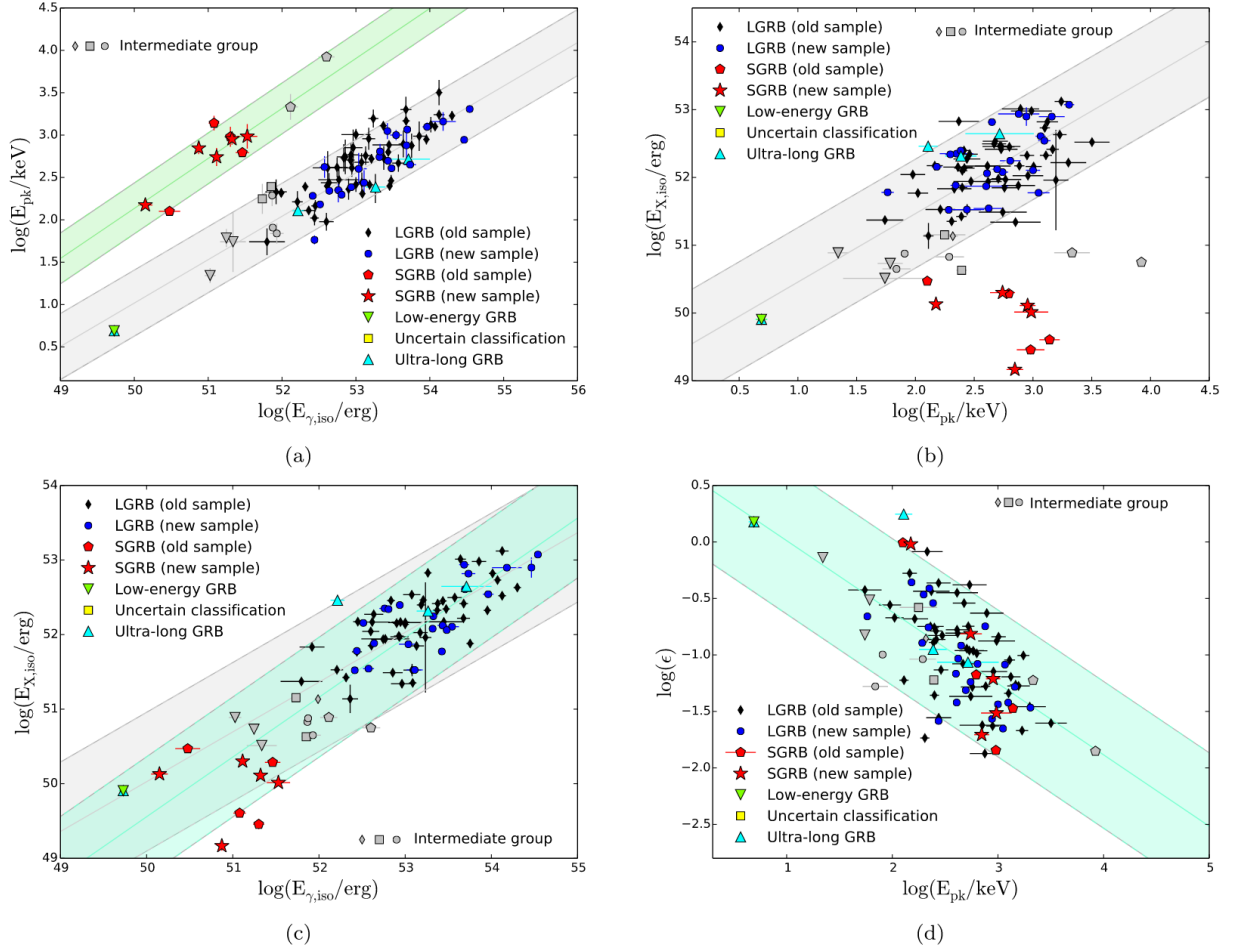 4.5
4.0
3.5
3.0
2.5
2.0
1.5
1.0
0.5
log(E_pk/keV)
Intermediate group
LGRB (old sample)
LGRB (new sample)
SGRB (old sample)
SGRB (new sample)
Low-energy GRB
Uncertain classification
Ultra-long GRB
49 50 51 52 53 54 55 56
log(E_γ,iso/erg)
(a)
54
53
52
51
50
49
log(E_X,iso/erg)
LGRB (old sample)
LGRB (new sample)
SGRB (old sample)
SGRB (new sample)
Low-energy GRB
Uncertain classification
Ultra-long GRB
Intermediate group
0.5 1.0 1.5 2.0 2.5 3.0 3.5 4.0 4.5
log(E_pk/keV)
(b)
54
53
52
51
50
49
log(E_X,iso/erg)
LGRB (old sample)
LGRB (new sample)
SGRB (old sample)
SGRB (new sample)
Low-energy GRB
Uncertain classification
Ultra-long GRB
Intermediate group
49 50 51 52 53 54 55
log(E_γ,iso/erg)
(c)
0.5
0.0
−0.5
−1.0
−1.5
−2.0
−2.5
log(ϵ)
Intermediate group
LGRB (old sample)
LGRB (new sample)
SGRB (old sample)
SGRB (new sample)
Low-energy GRB
Uncertain classification
Ultra-long GRB
1 2 3 4 5
log(E_pk/keV)
(d)